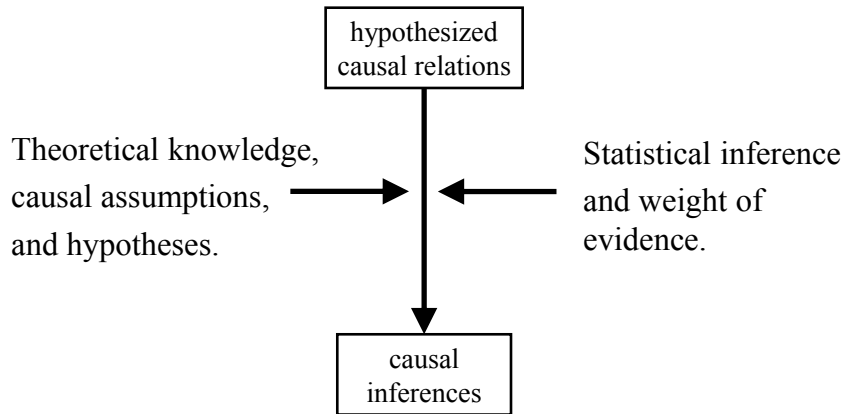 hypothesized
causal relations
Theoretical knowledge,
causal assumptions,
and hypotheses.
Statistical inference
and weight of
evidence.
causal
inferences